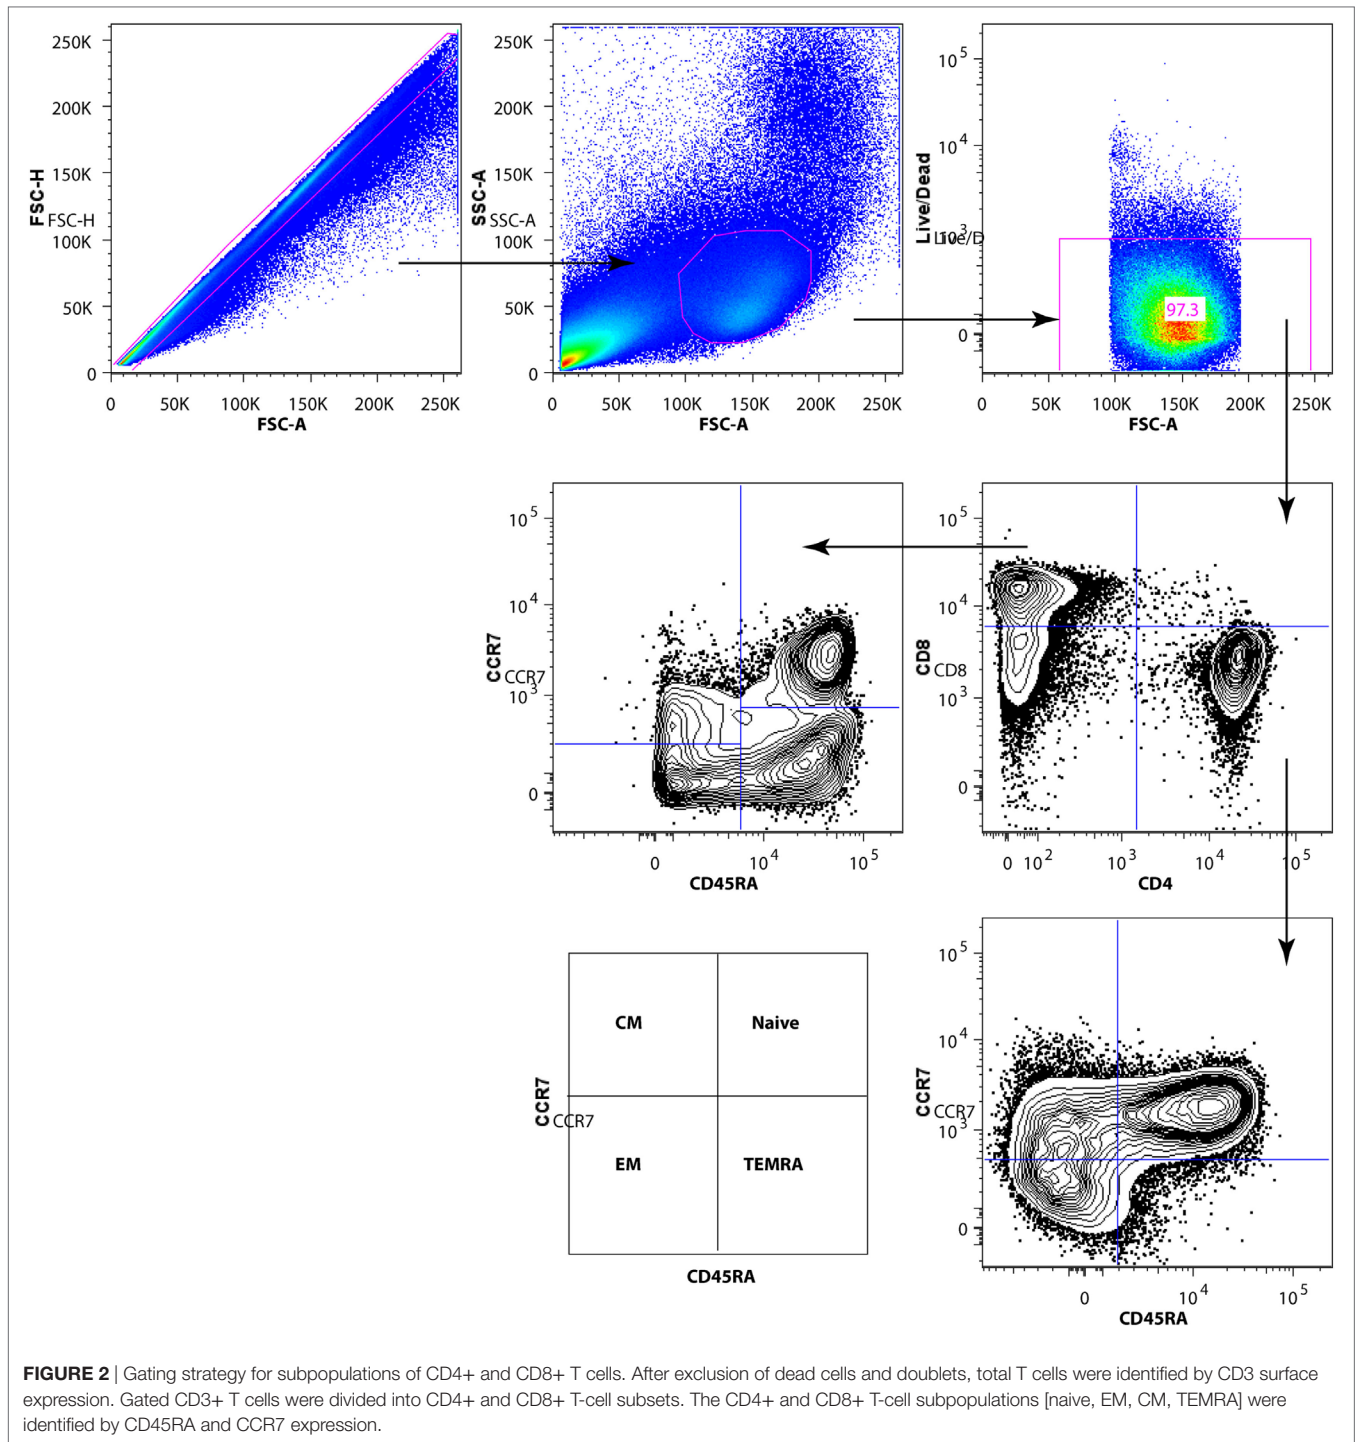 250K
200K
150K
100K
50K
0
FSC-H
FSC-H
0 50K 100K 150K 200K 250K
FSC-A
250K
200K
150K
100K
50K
0
SSC-A
SSC-A
0 50K 100K 150K 200K 250K
FSC-A
10 5
10 4
10 3
0
Live/Dead
Live/D
97.3
0 50K 100K 150K 200K 250K
FSC-A
10 5
10 4
10 3
0
CCR7
CCR7
0 10 4 10 5
CD45RA
10 5
10 4
10 3
0
CD8
CD8
0 10 2 10 3 10 4 10 5
CD4
CM Naive
EM TEMRA
CCR7
CCR7
CD45RA
10 5
10 4
10 3
0
CCR7
CCR7
0 10 4 10 5
CD45RA
FIGURE 2 | Gating strategy for subpopulations of CD4+ and CD8+ T cells. After exclusion of dead cells and doublets, total T cells were identified by CD3 surface
expression. Gated CD3+ T cells were divided into CD4+ and CD8+ T-cell subsets. The CD4+ and CD8+ T-cell subpopulations [naive, EM, CM, TEMRA] were
identified by CD45RA and CCR7 expression.